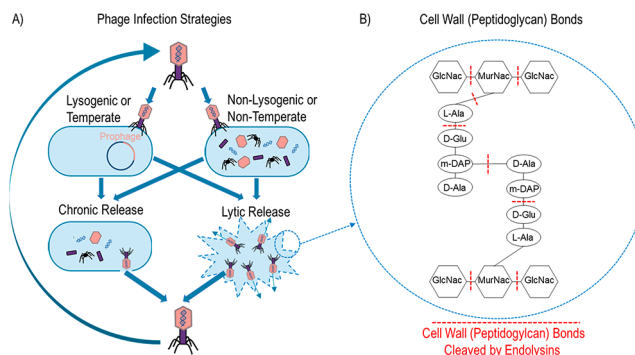 A)
Phage Infection Strategies
Lysogenic or
Temperate
Non-Lysogenic or
Non-Temperate
Prophage
Chronic Release
Lytic Release
B)
Cell Wall (Peptidoglycan) Bonds
GlcNac
MurNac
GlcNac
L-Ala
D-Glu
m-DAP
D-Ala
D-Ala
m-DAP
D-Glu
L-Ala
GlcNac
MurNac
GlcNac
Cell Wall (Peptidogycan) Bonds
Cleaved by Endolysins